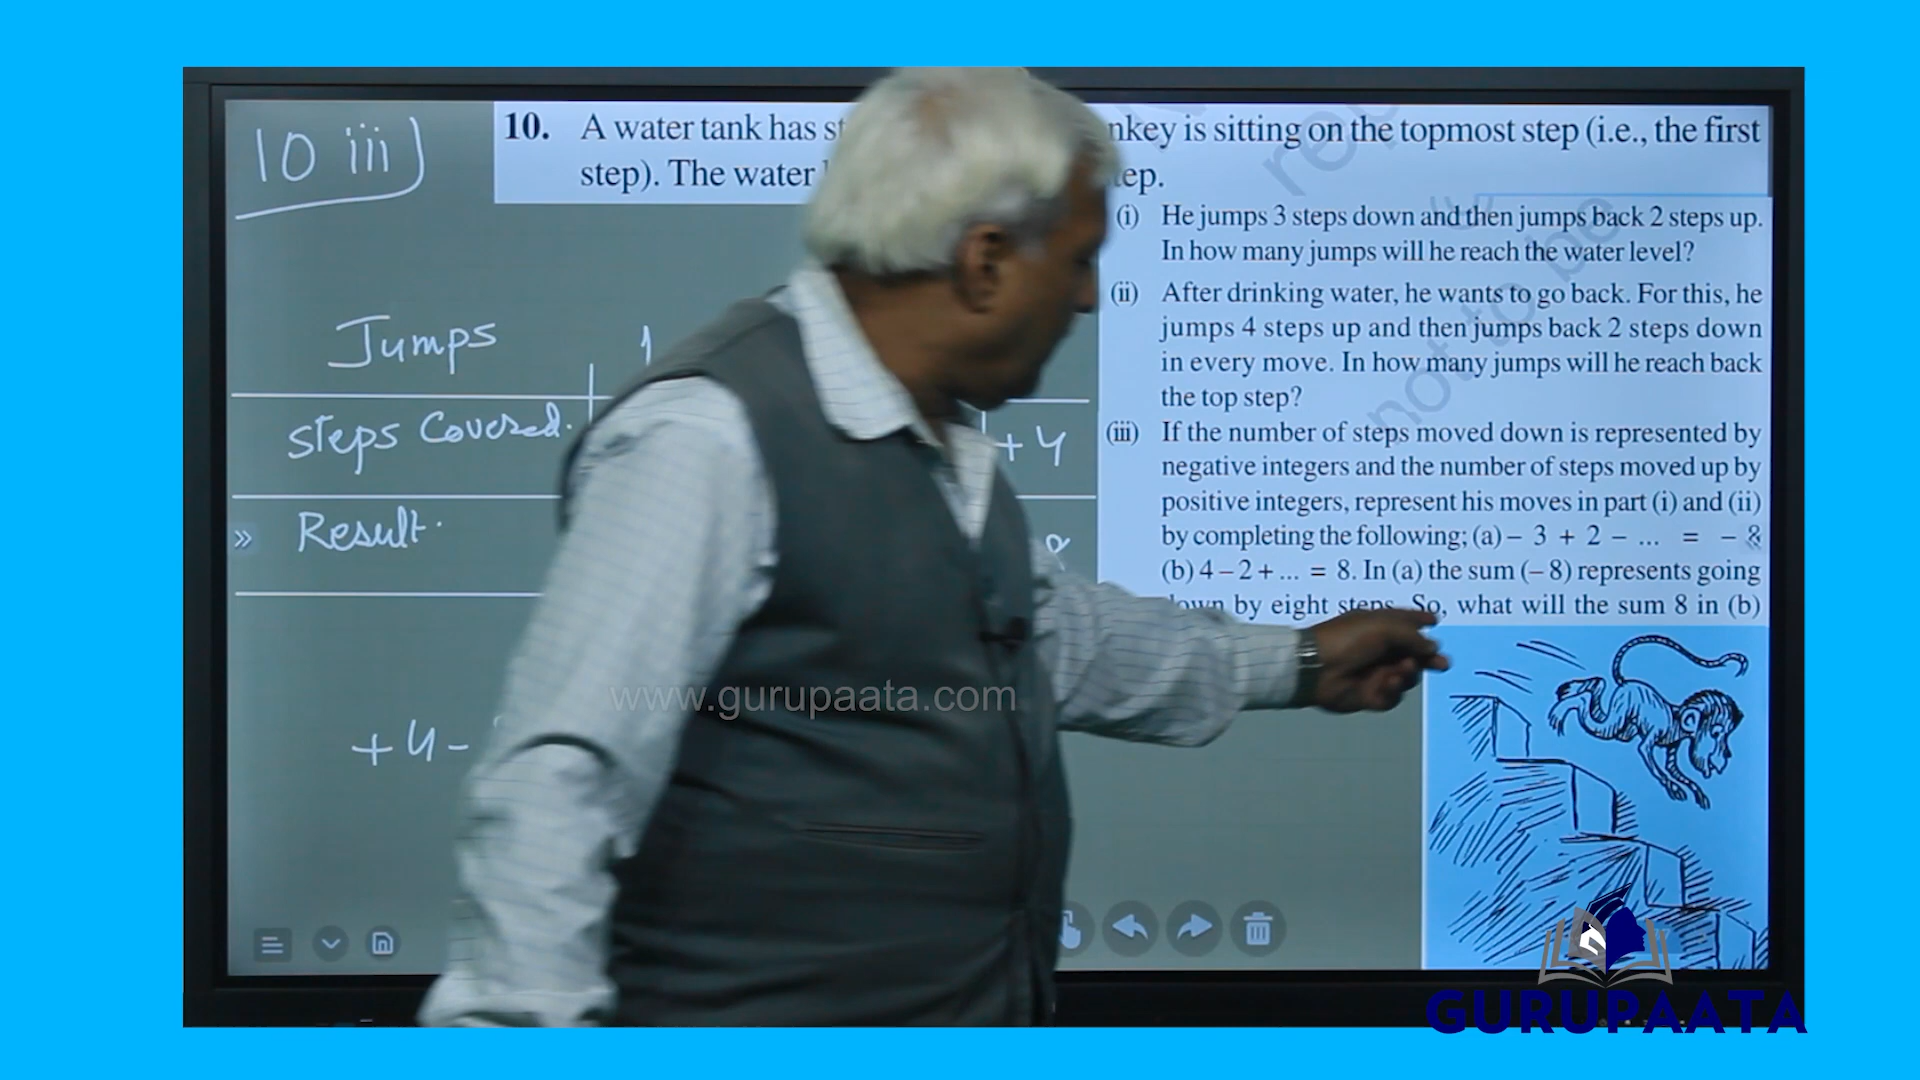 10 iii)
10. A water tank has st nkey is sitting on the topmost step (i.e., the first
step). The water tep.
(i) He jumps 3 steps down and then jumps back 2 steps up.
In how many jumps will he reach the water level?
(ii) After drinking water, he wants to go back. For this, he
jumps 4 steps up and then jumps back 2 steps down
in every move. In how many jumps will he reach back
the top step?
(iii) If the number of steps moved down is represented by
negative integers and the number of steps moved up by
positive integers, represent his moves in part (i) and (ii)
by completing the following; (a) – 3 + 2 – ... = – 8
(b) 4 – 2 + ... = 8. In (a) the sum (– 8) represents going
down by eight steps. So, what will the sum 8 in (b)
Jumps 1
Steps Covered. +4
Result.
+4-
not to be
www.gurupaata.com
GURUPAATA